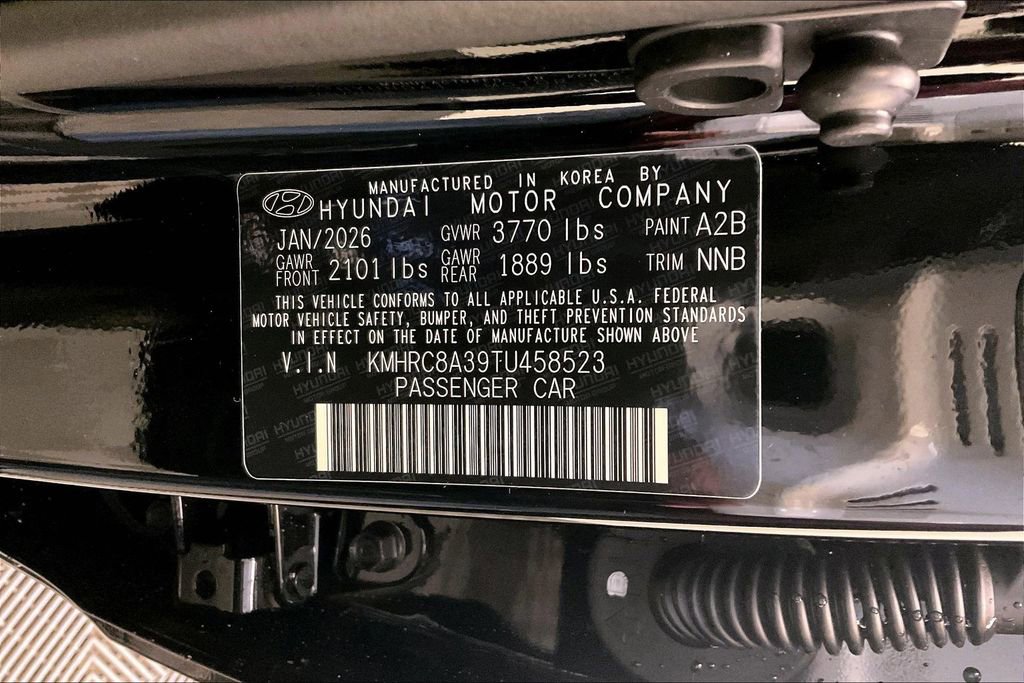 MANUFACTURED IN KOREA BY
HYUNDAI MOTOR COMPANY
JAN/2026 GVWR 3770 lbs PAINT A2B
GAWR FRONT 2101 lbs GAWR REAR 1889 lbs TRIM NNB
THIS VEHICLE CONFORMS TO ALL APPLICABLE U.S.A. FEDERAL
MOTOR VEHICLE SAFETY, BUMPER, AND THEFT PREVENTION STANDARDS
IN EFFECT ON THE DATE OF MANUFACTURE SHOWN ABOVE
V.I.N KMHRC8A39TU458523
PASSENGER CAR